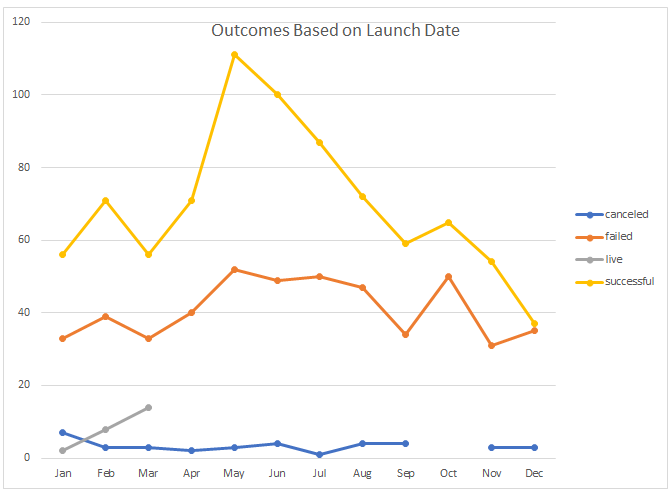 Outcomes Based on Launch Date
120
100
80
60
40
20
0
Jan Feb Mar Apr May Jun Jul Aug Sep Oct Nov Dec
canceled
failed
live
successful